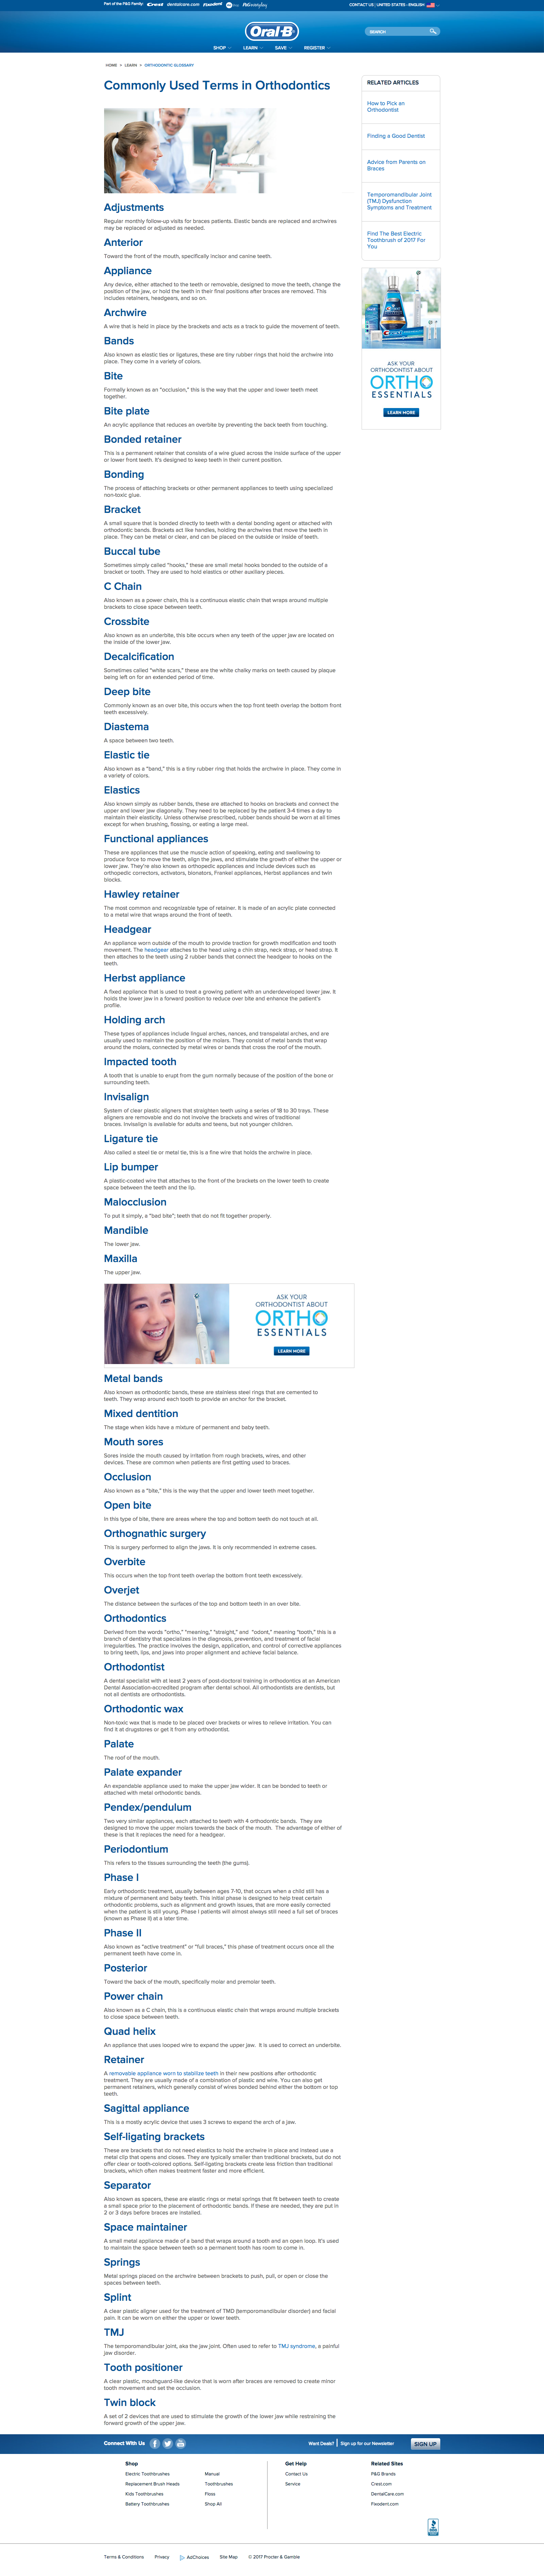 Part of the P&G Family: Crest dentalcare.com Fixodent P&G everyday CONTACT US | UNITED STATES - ENGLISH
Oral-B
SEARCH
SHOP LEARN SAVE REGISTER
HOME > LEARN > ORTHODONTIC GLOSSARY
Commonly Used Terms in Orthodontics
Adjustments
Regular monthly follow-up visits for braces patients. Elastic bands are replaced and archwires
may be replaced or adjusted as needed.
Anterior
Toward the front of the mouth, specifically incisor and canine teeth.
Appliance
Any device, either attached to the teeth or removable, designed to move the teeth, change the
position of the jaw, or hold the teeth in their final positions after braces are removed. This
includes retainers, headgears, and so on.
Archwire
A wire that is held in place by the brackets and acts as a track to guide the movement of teeth.
Bands
Also known as elastic ties or ligatures, these are tiny rubber rings that hold the archwire into
place. They come in a variety of colors.
Bite
Formally known as an "occlusion," this is the way that the upper and lower teeth meet
together.
Bite plate
An acrylic appliance that reduces an overbite by preventing the back teeth from touching.
Bonded retainer
This is a permanent retainer that consists of a wire glued across the inside surface of the upper
or lower front teeth. It's designed to keep teeth in their current position.
Bonding
The process of attaching brackets or other permanent appliances to teeth using specialized
non-toxic glue.
Bracket
A small square that is bonded directly to teeth with a dental bonding agent or attached with
orthodontic bands. Brackets act like handles, holding the archwires that move the teeth in
place. They can be metal or clear, and can be placed on the outside or inside of teeth.
Buccal tube
Sometimes simply called "hooks," these are small metal hooks bonded to the outside of a
bracket or tooth. They are used to hold elastics or other auxiliary pieces.
C Chain
Also known as a power chain, this is a continuous elastic chain that wraps around multiple
brackets to close space between teeth.
Crossbite
Also known as an underbite, this bite occurs when any teeth of the upper jaw are located on
the inside of the lower jaw.
Decalcification
Sometimes called "white scars," these are the white chalky marks on teeth caused by plaque
being left on for an extended period of time.
Deep bite
Commonly known as an over bite, this occurs when the top front teeth overlap the bottom front
teeth excessively.
Diastema
A space between two teeth.
Elastic tie
Also known as a "band," this is a tiny rubber ring that holds the archwire in place. They come in
a variety of colors.
Elastics
Also known simply as rubber bands, these are attached to hooks on brackets and connect the
upper and lower jaw diagonally. They need to be replaced by the patient 3-4 times a day to
maintain their elasticity. Unless otherwise prescribed, rubber bands should be worn at all times
except for when brushing, flossing, or eating a large meal.
Functional appliances
These are appliances that use the muscle action of speaking, eating and swallowing to
produce force to move the teeth, align the jaws, and stimulate the growth of either the upper or
lower jaw. They're also known as orthopedic appliances and include devices such as
orthopedic correctors, activators, bionators, Frankel appliances, Herbst appliances and twin
blocks.
Hawley retainer
The most common and recognizable type of retainer. It is made of an acrylic plate connected
to a metal wire that wraps around the front of teeth.
Headgear
An appliance worn outside of the mouth to provide traction for growth modification and tooth
movement. The headgear attaches to the head using a chin strap, neck strap, or head strap. It
then attaches to the teeth using 2 rubber bands that connect the headgear to hooks on the
teeth.
Herbst appliance
A fixed appliance that is used to treat a growing patient with an underdeveloped lower jaw. It
holds the lower jaw in a forward position to reduce over bite and enhance the patient's
profile.
Holding arch
These types of appliances include lingual arches, nances, and transpalatal arches, and are
usually used to maintain the position of the molars. They consist of metal bands that wrap
around the molars, connected by metal wires or bands that cross the roof of the mouth.
Impacted tooth
A tooth that is unable to erupt from the gum normally because of the position of the bone or
surrounding teeth.
Invisalign
System of clear plastic aligners that straighten teeth using a series of 18 to 30 trays. These
aligners are removable and do not involve the brackets and wires of traditional
braces. Invisalign is available for adults and teens, but not younger children.
Ligature tie
Also called a steel tie or metal tie, this is a fine wire that holds the archwire in place.
Lip bumper
A plastic-coated wire that attaches to the front of the brackets on the lower teeth to create
space between the teeth and the lip.
Malocclusion
To put it simply, a "bad bite"; teeth that do not fit together properly.
Mandible
The lower jaw.
Maxilla
The upper jaw.
ASK YOUR
ORTHODONTIST ABOUT
ORTHO
ESSENTIALS
LEARN MORE
Metal bands
Also known as orthodontic bands, these are stainless steel rings that are cemented to
teeth. They wrap around each tooth to provide an anchor for the bracket.
Mixed dentition
The stage when kids have a mixture of permanent and baby teeth.
Mouth sores
Sores inside the mouth caused by irritation from rough brackets, wires, and other
devices. These are common when patients are first getting used to braces.
Occlusion
Also known as a "bite," this is the way that the upper and lower teeth meet together.
Open bite
In this type of bite, there are areas where the top and bottom teeth do not touch at all.
Orthognathic surgery
This is surgery performed to align the jaws. It is only recommended in extreme cases.
Overbite
This occurs when the top front teeth overlap the bottom front teeth excessively.
Overjet
The distance between the surfaces of the top and bottom teeth in an over bite.
Orthodontics
Derived from the words "ortho," "meaning," "straight," and "odont," meaning "tooth," this is a
branch of dentistry that specializes in the diagnosis, prevention, and treatment of facial
irregularities. The practice involves the design, application, and control of corrective appliances
to bring teeth, lips, and jaws into proper alignment and achieve facial balance.
Orthodontist
A dental specialist with at least 2 years of post-doctoral training in orthodontics at an American
Dental Association-accredited program after dental school. All orthodontists are dentists, but
not all dentists are orthodontists.
Orthodontic wax
Non-toxic wax that is made to be placed over brackets or wires to relieve irritation. You can
find it at drugstores or get it from any orthodontist.
Palate
The roof of the mouth.
Palate expander
An expandable appliance used to make the upper jaw wider. It can be bonded to teeth or
attached with metal orthodontic bands.
Pendex/pendulum
Two very similar appliances, each attached to teeth with 4 orthodontic bands. They are
designed to move the upper molars towards the back of the mouth. The advantage of either of
these is that it replaces the need for a headgear.
Periodontium
This refers to the tissues surrounding the teeth (the gums).
Phase I
Early orthodontic treatment, usually between ages 7-10, that occurs when a child still has a
mixture of permanent and baby teeth. This initial phase is meant to treat certain
orthodontic problems, such as alignment and growth issues, that are more easily corrected
when the patient is still young. Phase I patients will almost always still need a full set of braces
(known as Phase II) at a later time.
Phase II
Also known as "active treatment" or "full braces," this phase of treatment occurs once all the
permanent teeth have come in.
Posterior
Toward the back of the mouth, specifically molar and premolar teeth.
Power chain
Also known as a C chain, this is a continuous elastic chain that wraps around multiple brackets
to close space between teeth.
Quad helix
An appliance that uses looped wire to expand the upper jaw. It is used to correct an underbite.
Retainer
A removable appliance worn to stabilize teeth in their new positions after orthodontic
treatment. They are usually made of a combination of plastic and wire. You can also get
permanent retainers, which generally consist of wires bonded behind either the bottom or top
teeth.
Sagittal appliance
This is a mostly acrylic device that uses 3 screws to expand the arch of a jaw.
Self-ligating brackets
These are brackets that do not need elastics to hold the archwire in place and instead use a
metal clip that opens and closes. They are typically smaller than traditional brackets, but do not
offer clear or tooth-colored options. Self-ligating brackets create less friction than traditional
brackets, which often makes treatment faster and more efficient.
Separator
Also known as spacers, these are elastic rings or metal springs that fit between teeth to create
a small space prior to the placement of orthodontic bands. If these are needed, they are put in
2 or 3 days before braces are installed.
Space maintainer
A small metal appliance made of a band that wraps around a tooth and an open loop. It's used
to maintain the space between teeth so a permanent tooth has room to come in.
Springs
Metal springs placed on the archwire between brackets to push, pull, or open or close the
spaces between teeth.
Splint
A clear plastic aligner used for the treatment of TMD (temporomandibular disorder) and facial
pain. It can be worn on either the upper or lower teeth.
TMJ
The temporomandibular joint, aka the jaw joint. Often used to refer to TMJ syndrome, a painful
jaw disorder.
Tooth positioner
A clear plastic, mouthguard-like device that is worn after braces are removed to create minor
tooth movement and set the occlusion.
Twin block
A set of 2 devices that are used to stimulate the growth of the lower jaw while restraining the
forward growth of the upper jaw.
RELATED ARTICLES
How to Pick an
Orthodontist
Finding a Good Dentist
Advice from Parents on
Braces
Temporomandibular Joint
(TMJ) Dysfunction
Symptoms and Treatment
Find The Best Electric
Toothbrush of 2017 For
You
ASK YOUR
ORTHODONTIST ABOUT
ORTHO
ESSENTIALS
LEARN MORE
Connect With Us Want Deals? | Sign up for our Newsletter SIGN UP
Shop
Electric Toothbrushes
Replacement Brush Heads
Kids Toothbrushes
Battery Toothbrushes
Manual
Toothbrushes
Floss
Shop All
Get Help
Contact Us
Service
Related Sites
P&G Brands
Crest.com
DentalCare.com
Fixodent.com
Terms & Conditions Privacy AdChoices Site Map © 2017 Procter & Gamble